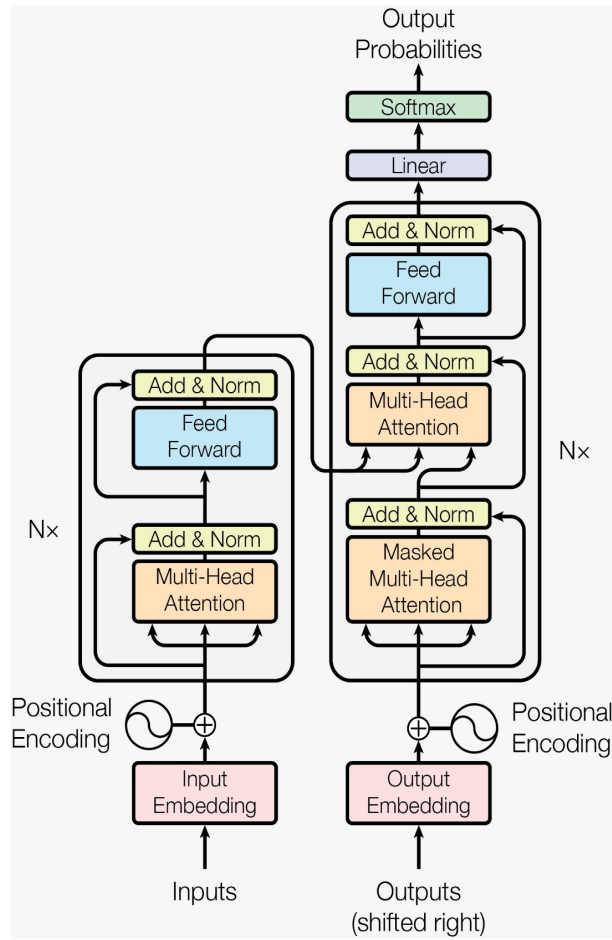 Output
Probabilities
Softmax
Linear
Add & Norm
Feed
Forward
Add & Norm
Multi-Head
Attention
Add & Norm
Masked
Multi-Head
Attention
N×
Add & Norm
Feed
Forward
Add & Norm
Multi-Head
Attention
N×
Positional
Encoding
Positional
Encoding
Input
Embedding
Output
Embedding
Inputs
Outputs
(shifted right)